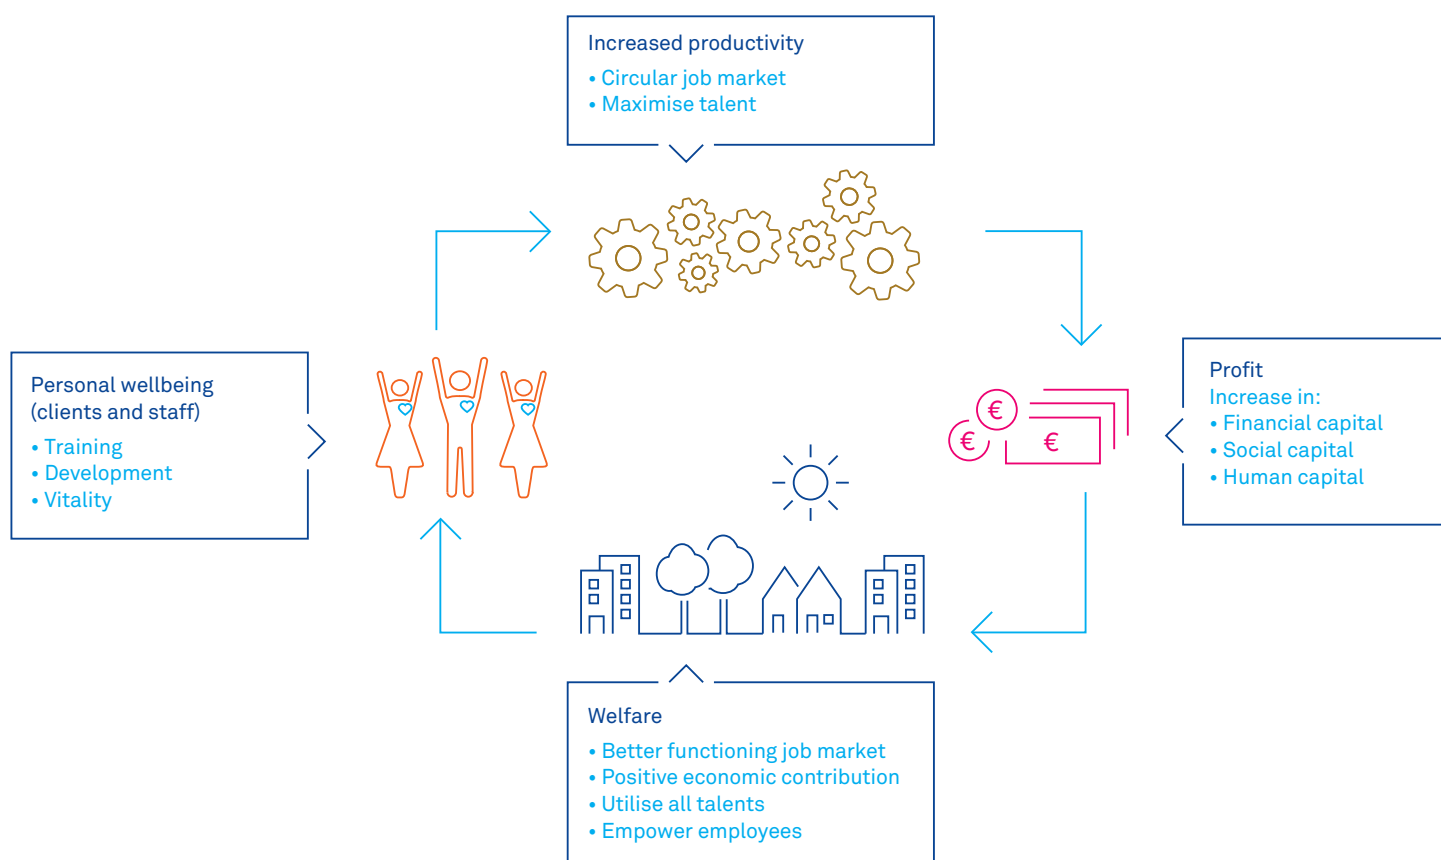 Increased productivity
• Circular job market
• Maximise talent
Personal wellbeing
(clients and staff)
• Training
• Development
• Vitality
Profit
Increase in:
• Financial capital
• Social capital
• Human capital
€
€
€
Welfare
• Better functioning job market
• Positive economic contribution
• Utilise all talents
• Empower employees